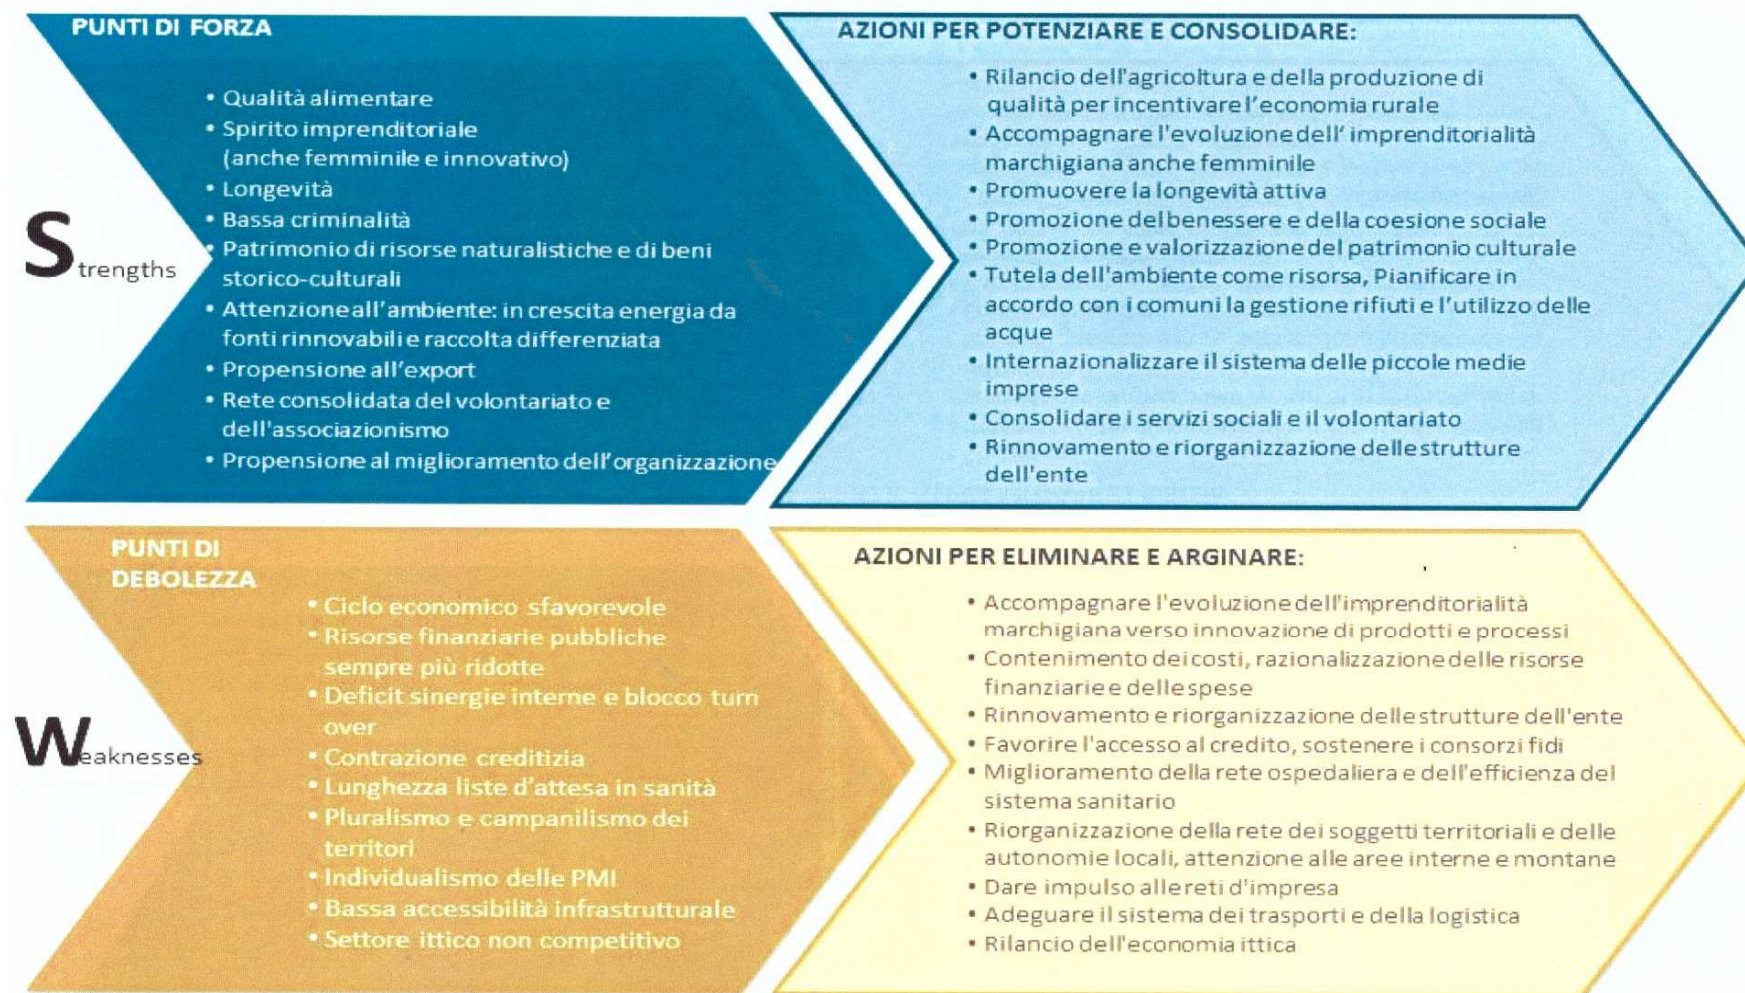 PUNTI DI FORZA
• Qualità alimentare
• Spirito imprenditoriale
(anche femminile e innovativo)
• Longevità
• Bassa criminalità
• Patrimonio di risorse naturalistiche e di beni
storico-culturali
• Attenzione all'ambiente: in crescita energia da
fonti rinnovabili e raccolta differenziata
• Propensione all'export
• Rete consolidata del volontariato e
dell'associazionismo
• Propensione al miglioramento dell'organizzazione
Strengths
AZIONI PER POTENZIARE E CONSOLIDARE:
• Rilancio dell'agricoltura e della produzione di
qualità per incentivare l'economia rurale
• Accompagnare l'evoluzione dell' imprenditorialità
marchigiana anche femminile
• Promuovere la longevità attiva
• Promozione del benessere e della coesione sociale
• Promozione e valorizzazione del patrimonio culturale
• Tutela dell'ambiente come risorsa, Pianificare in
accordo con i comuni la gestione rifiuti e l'utilizzo delle
acque
• Internazionalizzare il sistema delle piccole medie
imprese
• Consolidare i servizi sociali e il volontariato
• Rinnovamento e riorganizzazione delle strutture
dell'ente
PUNTI DI
DEBOLEZZA
• Ciclo economico sfavorevole
• Risorse finanziarie pubbliche
sempre più ridotte
• Deficit sinergie interne e blocco turn
over
• Contrazione creditizia
• Lunghezza liste d'attesa in sanità
• Pluralismo e campanilismo dei
territori
• Individualismo delle PMI
• Bassa accessibilità infrastrutturale
• Settore ittico non competitivo
Weaknesses
AZIONI PER ELIMINARE E ARGINARE:
• Accompagnare l'evoluzione dell'imprenditorialità
marchigiana verso innovazione di prodotti e processi
• Contenimento dei costi, razionalizzazione delle risorse
finanziarie e delle spese
• Rinnovamento e riorganizzazione delle strutture dell'ente
• Favorire l'accesso al credito, sostenere i consorzi fidi
• Miglioramento della rete ospedaliera e dell'efficienza del
sistema sanitario
• Riorganizzazione della rete dei soggetti territoriali e delle
autonomie locali, attenzione alle aree interne e montane
• Dare impulso alle reti d'impresa
• Adeguare il sistema dei trasporti e della logistica
• Rilancio dell'economia ittica